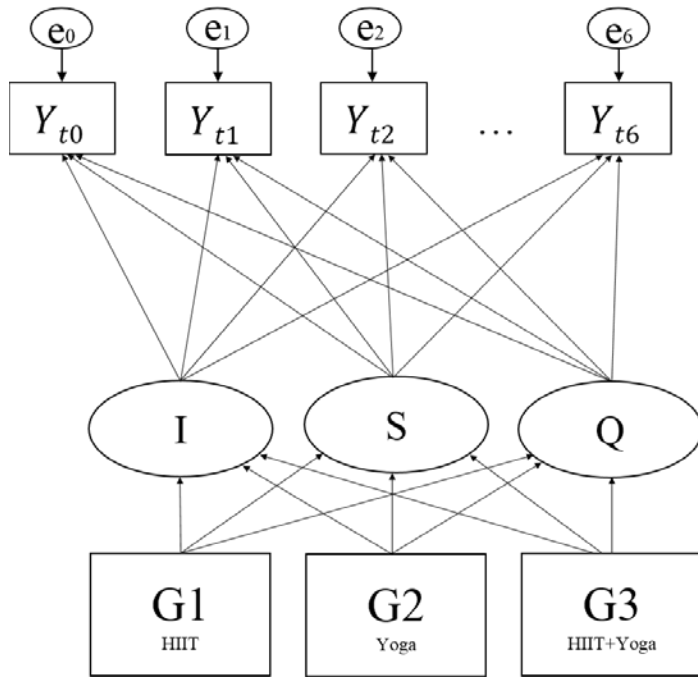 e₀ e₁ e₂ e₆
Yₜ₀ Yₜ₁ Yₜ₂ … Yₜ₆
I S Q
G1 G2 G3
HIIT Yoga HIIT+Yoga